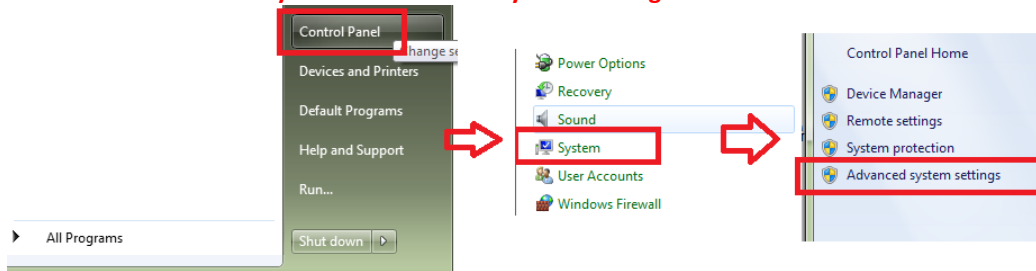 Control Panel
hange se
Devices and Printers
Default Programs
Help and Support
Run...
All Programs
Shut down
Power Options
Recovery
Sound
System
User Accounts
Windows Firewall
Control Panel Home
Device Manager
Remote settings
System protection
Advanced system settings